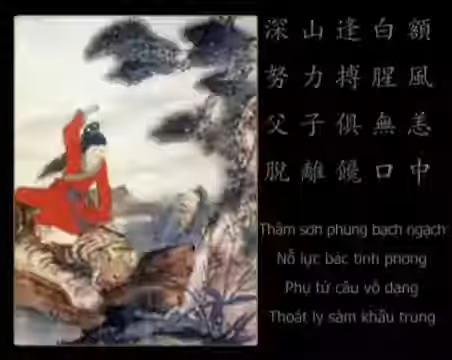 深山逢白額
努力搏腥風
父子俱無恙
脫離饞口中
Thâm sơn phùng bạch ngạch
Nỗ lực bác tinh phong
Phụ tử câu vô dạng
Thoát ly sàm khẩu trung